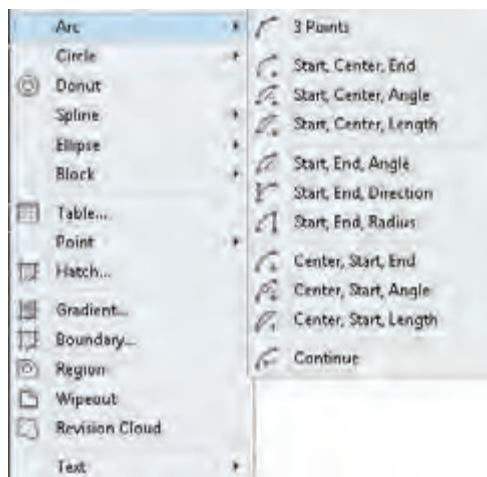 Arc
Circle
Donut
Spline
Ellipse
Block
Table...
Point
Hatch...
Gradient...
Boundary...
Region
Wipeout
Revision Cloud
Text
3 Points
Start, Center, End
Start, Center, Angle
Start, Center, Length
Start, End, Angle
Start, End, Direction
Start, End, Radius
Center, Start, End
Center, Start, Angle
Center, Start, Length
Continue